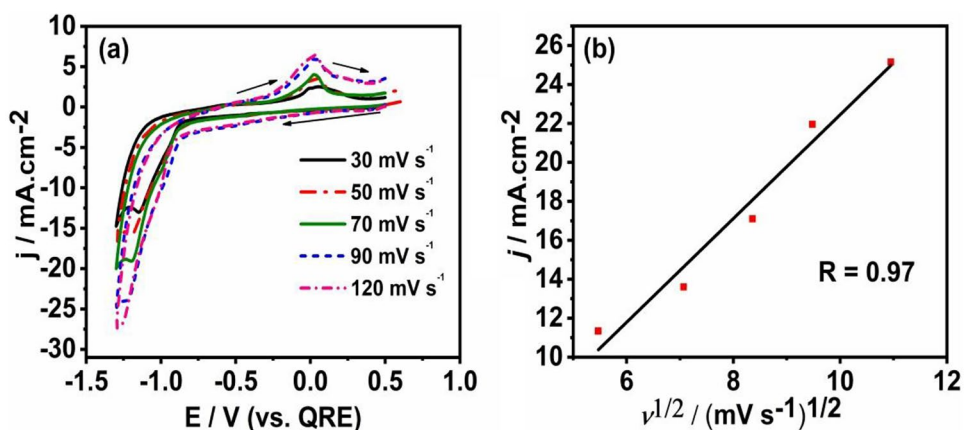 (a)
10
5
0
-5
-10
-15
-20
-25
-30
j / mA.cm-2
30 mV s-1
50 mV s-1
70 mV s-1
90 mV s-1
120 mV s-1
-1.5 -1.0 -0.5 0.0 0.5 1.0
E / V (vs. QRE)
(b)
26
24
22
20
18
16
14
12
10
j / mA.cm-2
R = 0.97
6 8 10 12
ν1/2 / (mV s-1)1/2